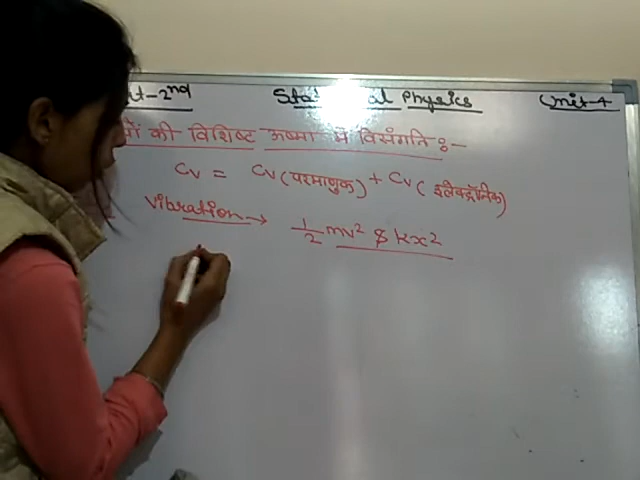 2nd Physics Unit-4
की विशिष्ट ऊष्मा में विसंगति :-
Cv = Cv (परमाणुक) + Cv (इलैक्ट्रॉनिक)
Vibration → 1/2 mv² & kx²